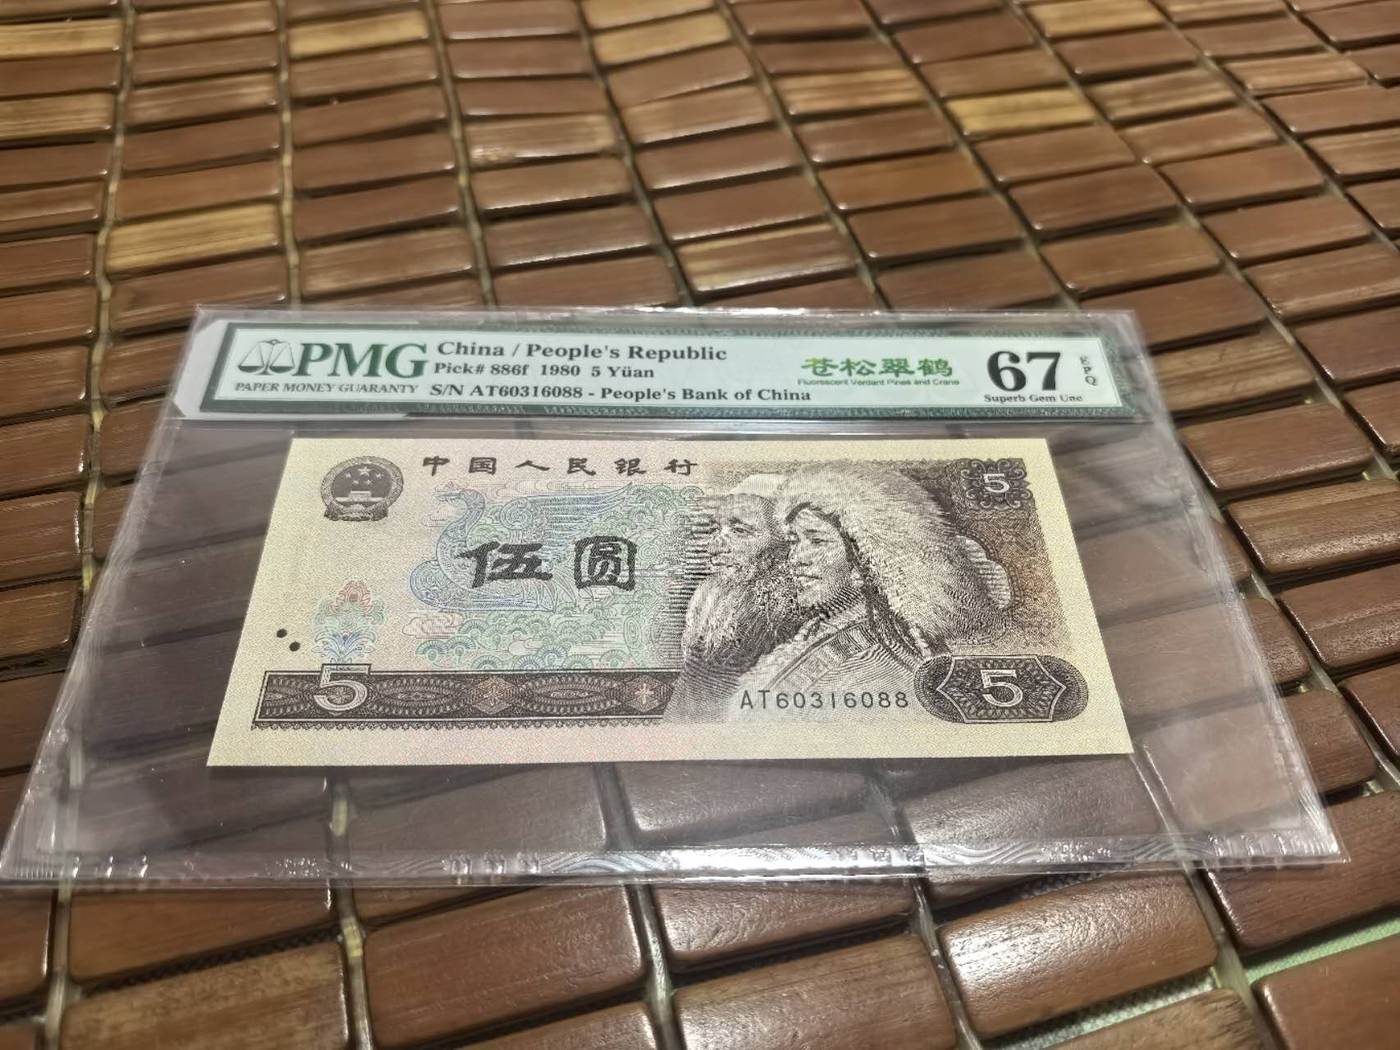 PMG
PAPER MONEY GUARANTY
China / People's Republic
Pick# 886f 1980 5 Yüan
S/N AT60316088 - People's Bank of China
苍松翠鹤
Fluorescent Verdant Pines and Crane
67
EPQ
Superb Gem Unc
中国人民银行
5
伍圆
5
AT60316088
5